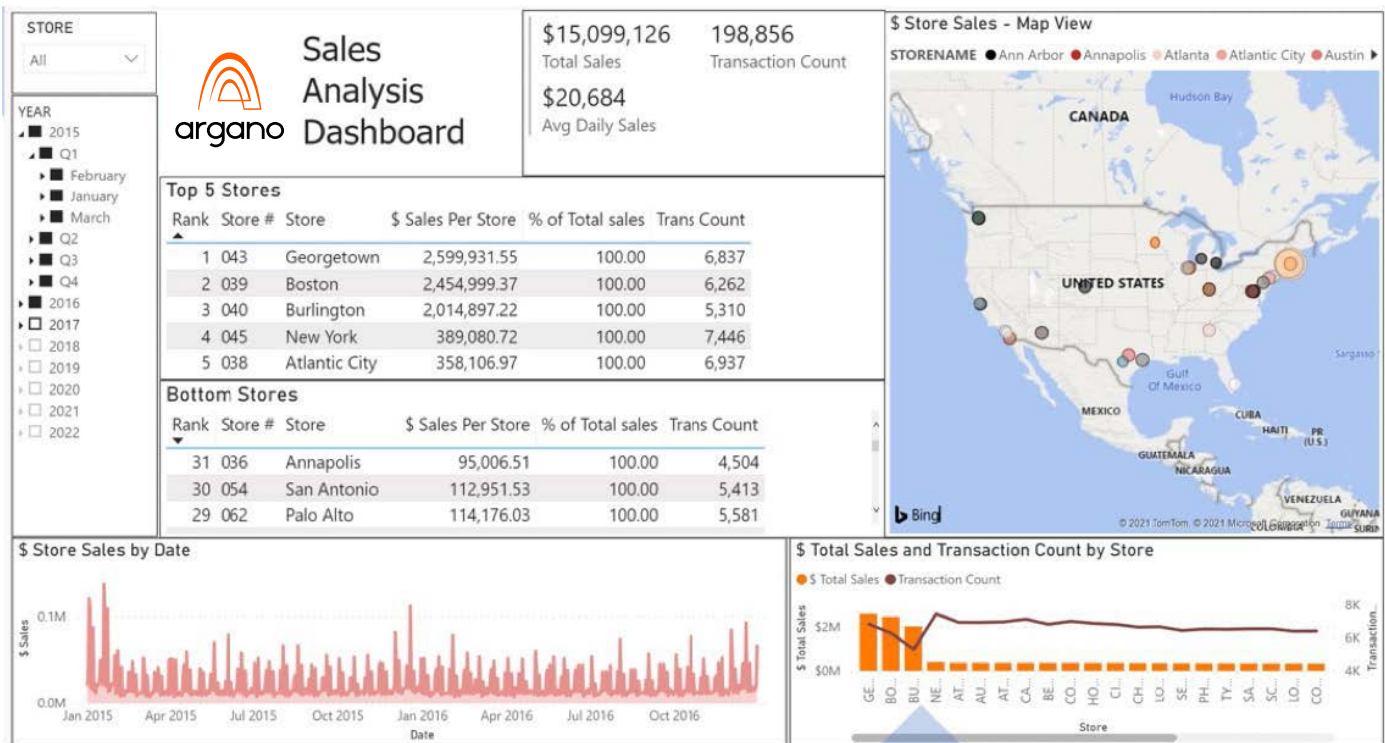 STORE
All
YEAR
2015
Q1
February
January
March
Q2
Q3
Q4
2016
2017
2018
2019
2020
2021
2022
argano
Sales
Analysis
Dashboard
$15,099,126 198,856
Total Sales Transaction Count
$20,684
Avg Daily Sales
Top 5 Stores
Rank Store # Store $ Sales Per Store % of Total sales Trans Count
1 043 Georgetown 2,599,931.55 100.00 6,837
2 039 Boston 2,454,999.37 100.00 6,262
3 040 Burlington 2,014,897.22 100.00 5,310
4 045 New York 389,080.72 100.00 7,446
5 038 Atlantic City 358,106.97 100.00 6,937
Bottom Stores
Rank Store # Store $ Sales Per Store % of Total sales Trans Count
31 036 Annapolis 95,006.51 100.00 4,504
30 054 San Antonio 112,951.53 100.00 5,413
29 062 Palo Alto 114,176.03 100.00 5,581
$ Store Sales - Map View
STORENAME Ann Arbor Annapolis Atlanta Atlantic City Austin
Hudson Bay
CANADA
UNITED STATES
Sargasso
Gulf
Of Mexico
MEXICO
CUBA
HAITI
PR
(U.S.)
GUATEMALA
NICARAGUA
VENEZUELA
GUYANA
COLOMBIA
Bing
© 2021 TomTom, © 2021 Microsoft Corporation Terms
$ Store Sales by Date
$ Sales
0.1M
0.0M
Jan 2015 Apr 2015 Jul 2015 Oct 2015 Jan 2016 Apr 2016 Jul 2016 Oct 2016
Date
$ Total Sales and Transaction Count by Store
$ Total Sales Transaction Count
$ Total Sales
$2M
$0M
8K
6K
4K
Transaction...
GE... BO... BU... NE... AT... AU... AT... CA... BE... CO... HO... CI... CH... LO... SE... PH... TY... SA... SC... LO... CO...
Store